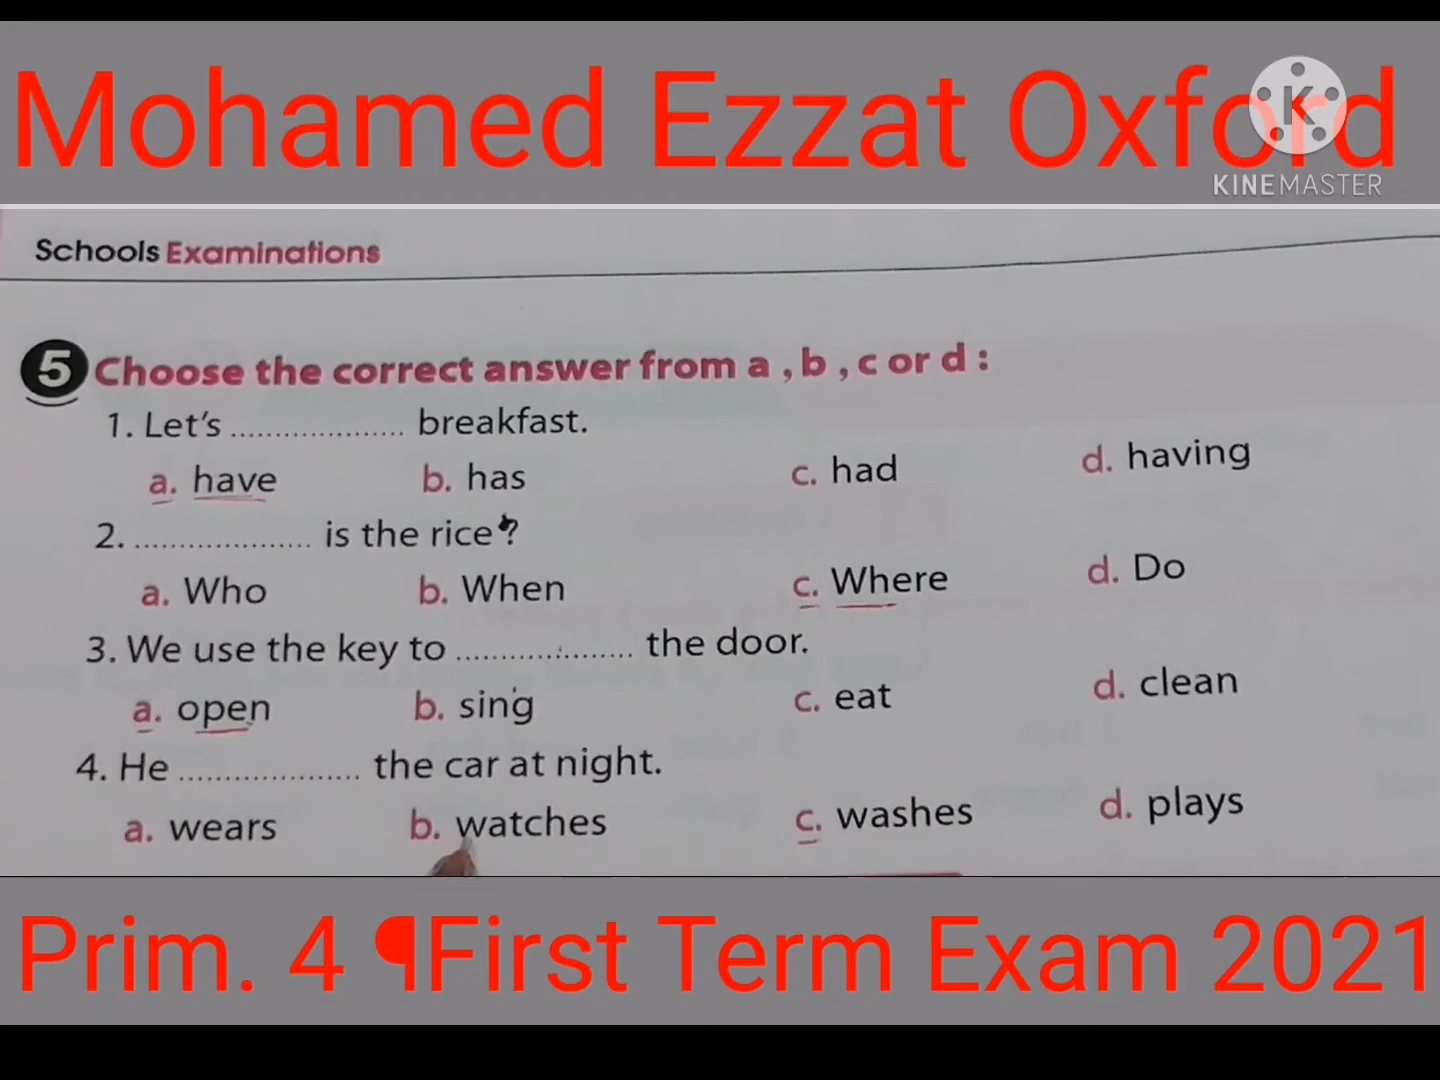 Mohamed Ezzat Oxford
KINEMASTER
Schools Examinations
5 Choose the correct answer from a , b , c or d :
1. Let's .................... breakfast.
a. have b. has c. had d. having
2. .................... is the rice ?
a. Who b. When c. Where d. Do
3. We use the key to .................... the door.
a. open b. sing c. eat d. clean
4. He .................... the car at night.
a. wears b. watches c. washes d. plays
Prim. 4 ¶First Term Exam 2021